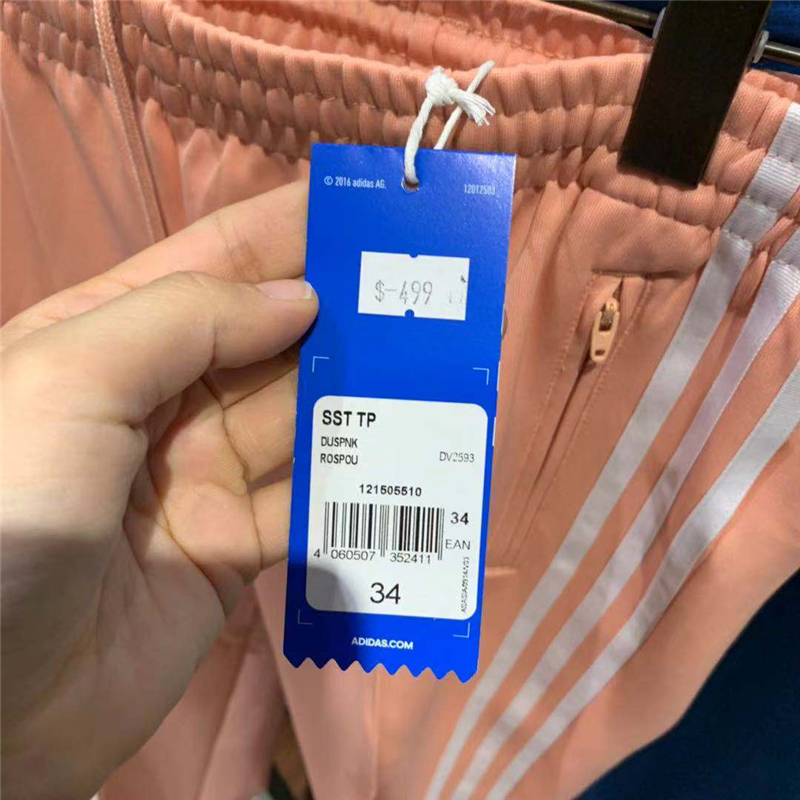 © 2016 adidas AG.
12012503
$-499
SST TP
DUSPNK
ROSPOU
DV2593
121505510
34
EAN
4 060507 352411
34
ADIDAS.COM